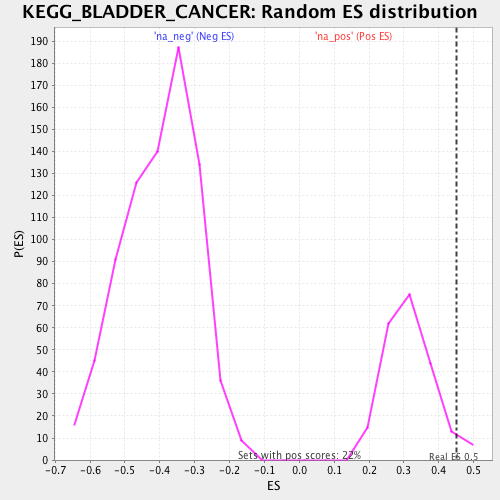 KEGG_BLADDER_CANCER: Random ES distribution
'na_neg' (Neg ES)
'na_pos' (Pos ES)
190
180
170
160
150
140
130
120
110
100
90
80
70
60
50
40
30
20
10
0
P(ES)
Sets with pos scores: 22%
Real ES 0.5
-0.7 -0.6 -0.5 -0.4 -0.3 -0.2 -0.1 0.0 0.1 0.2 0.3 0.4 0.5
ES